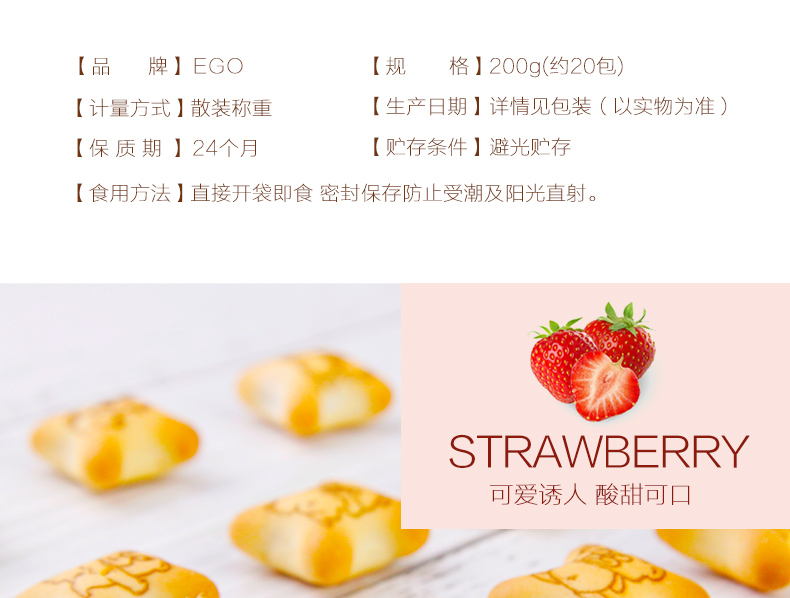 【品 牌】EGO 【规 格】200g(约20包)
【计量方式】散装称重 【生产日期】详情见包装（以实物为准）
【保 质 期 】24个月 【贮存条件】避光贮存
【食用方法】直接开袋即食 密封保存防止受潮及阳光直射。
STRAWBERRY
可爱诱人 酸甜可口